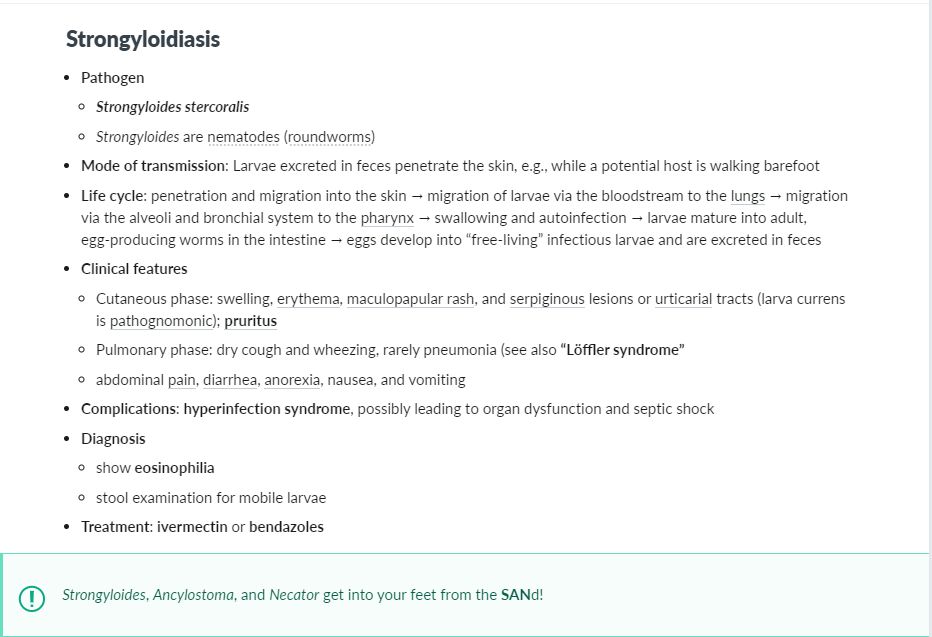 Strongyloidiasis
• Pathogen
◦ Strongyloides stercoralis
◦ Strongyloides are nematodes (roundworms)
• Mode of transmission: Larvae excreted in feces penetrate the skin, e.g., while a potential host is walking barefoot
• Life cycle: penetration and migration into the skin → migration of larvae via the bloodstream to the lungs → migration
via the alveoli and bronchial system to the pharynx → swallowing and autoinfection → larvae mature into adult,
egg-producing worms in the intestine → eggs develop into “free-living” infectious larvae and are excreted in feces
• Clinical features
◦ Cutaneous phase: swelling, erythema, maculopapular rash, and serpiginous lesions or urticarial tracts (larva currens
is pathognomonic); pruritus
◦ Pulmonary phase: dry cough and wheezing, rarely pneumonia (see also “Löffler syndrome”
◦ abdominal pain, diarrhea, anorexia, nausea, and vomiting
• Complications: hyperinfection syndrome, possibly leading to organ dysfunction and septic shock
• Diagnosis
◦ show eosinophilia
◦ stool examination for mobile larvae
• Treatment: ivermectin or bendazoles
! Strongyloides, Ancylostoma, and Necator get into your feet from the SANd!